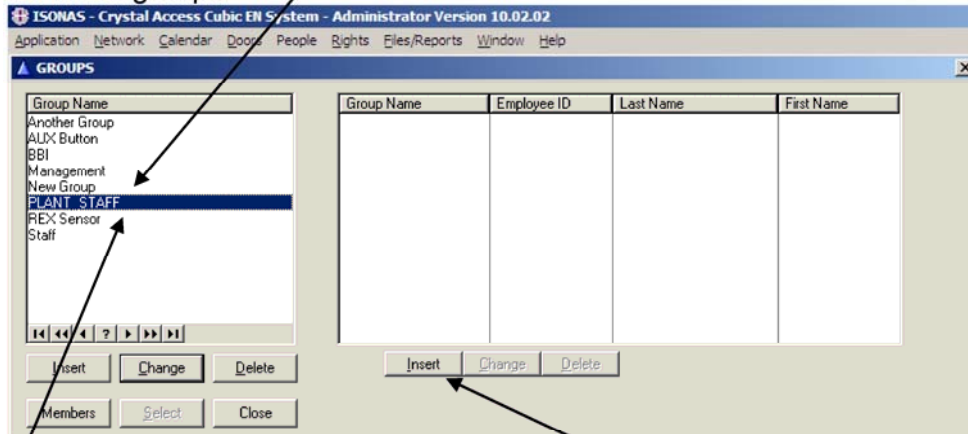 ISONAS - Crystal Access Cubic EN System - Administrator Version 10.02.02
Application Network Calendar Doors People Rights Files/Reports Window Help
GROUPS
Group Name
Another Group
AUX Button
BBI
Management
New Group
PLANT_STAFF
REX Sensor
Staff
?
Insert Change Delete
Members Select Close
Group Name Employee ID Last Name First Name
Insert Change Delete